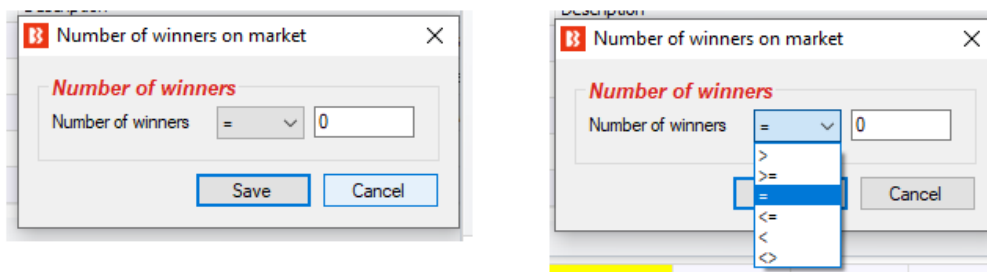 Number of winners on market
Number of winners
Number of winners = 0
Save Cancel
Description
Number of winners on market
Number of winners
Number of winners = 0
>
>=
=
<=
<
<>
Cancel